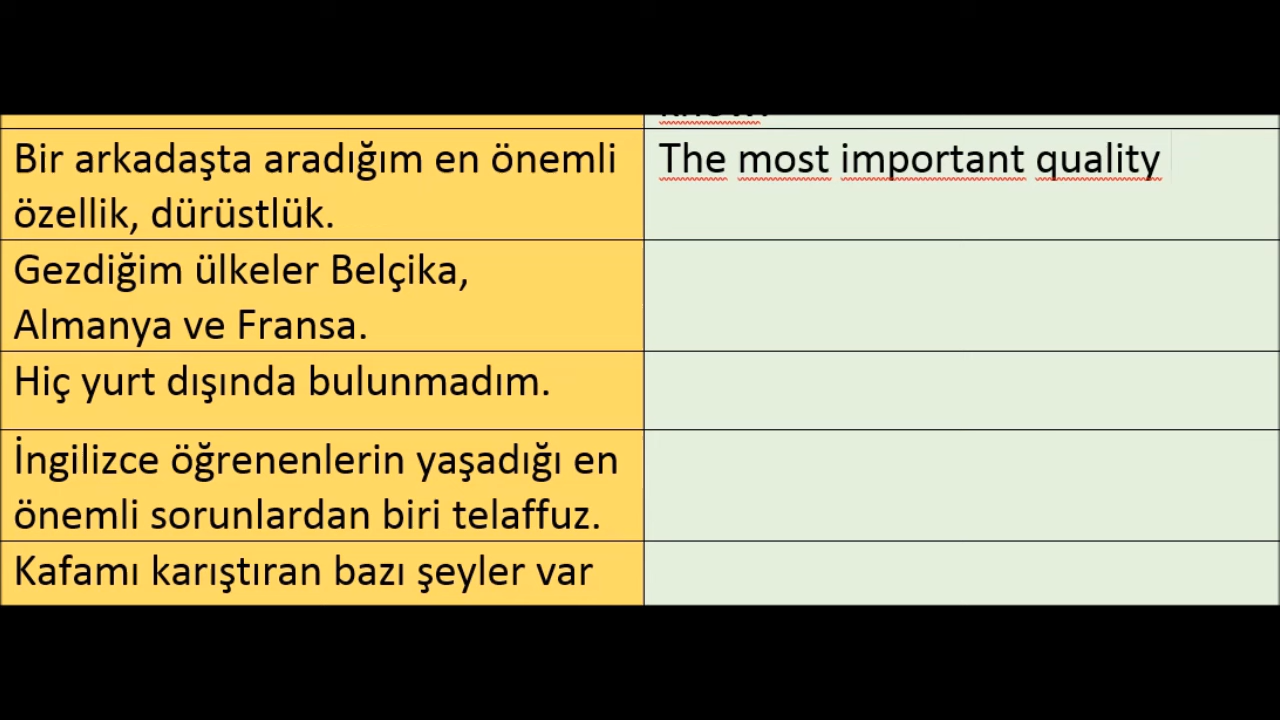 Bir arkadaşta aradığım en önemli
özellik, dürüstlük.
The most important quality
Gezdiğim ülkeler Belçika,
Almanya ve Fransa.
Hiç yurt dışında bulunmadım.
İngilizce öğrenenlerin yaşadığı en
önemli sorunlardan biri telaffuz.
Kafamı karıştıran bazı şeyler var